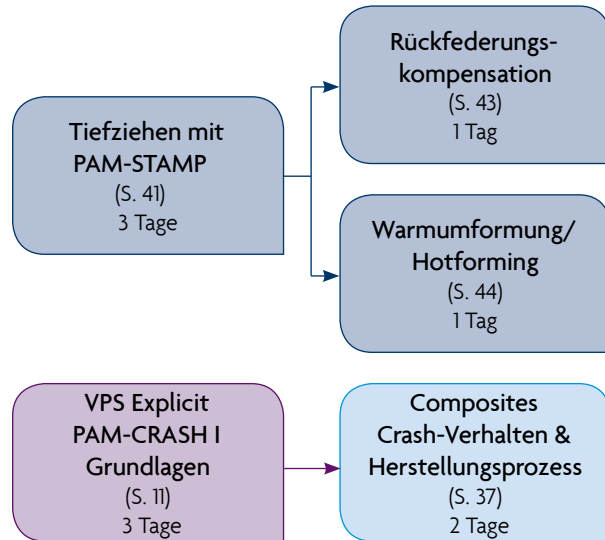 Tiefziehen mit
PAM-STAMP
(S. 41)
3 Tage
Rückfederungs-
kompensation
(S. 43)
1 Tag
Warmumformung/
Hotforming
(S. 44)
1 Tag
VPS Explicit
PAM-CRASH I
Grundlagen
(S. 11)
3 Tage
Composites
Crash-Verhalten &
Herstellungsprozess
(S. 37)
2 Tage